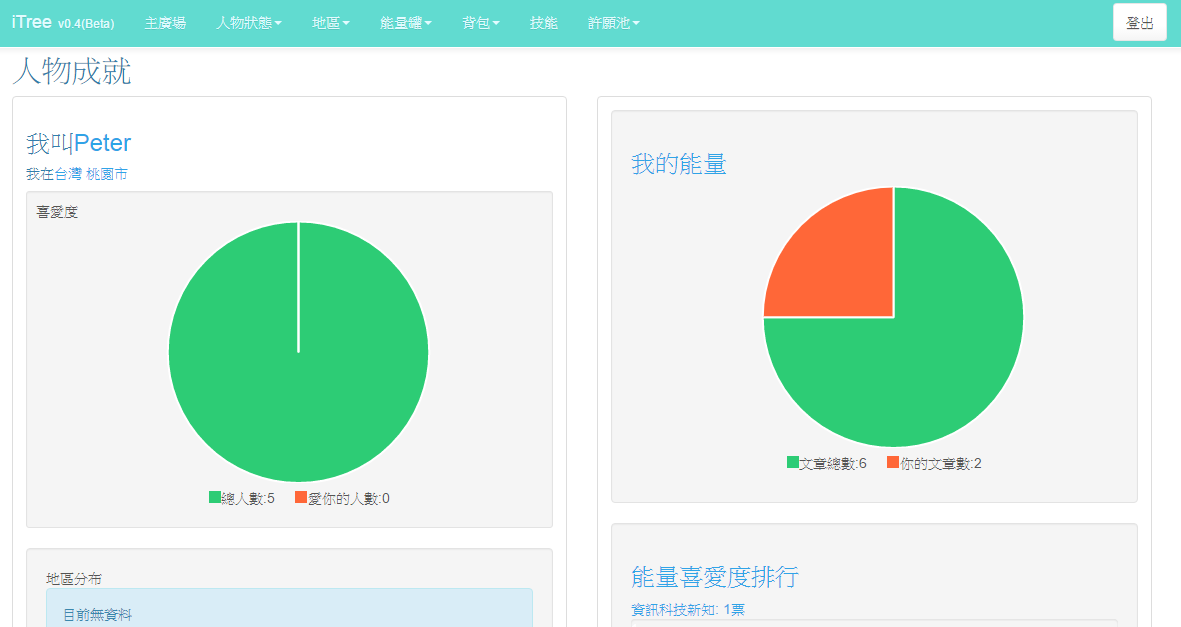 iTree v0.4(Beta) 主廣場 人物狀態 地區 能量罐 背包 技能 許願池 登出
人物成就
我叫Peter
我在台灣 桃園市
喜愛度
總人數:5 愛你的人數:0
地區分布
目前無資料
我的能量
文章總數:6 你的文章數:2
能量喜愛度排行
資訊科技新知: 1票